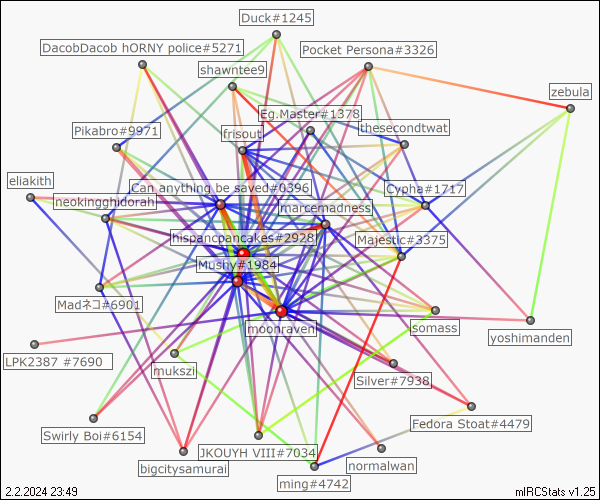 Duck#1245
DacobDacob hORNY police#5271
Pocket Persona#3326
shawntee9
zebula
Eg.Master#1378
Pikabro#9971
frisout
thesecondtwat
eliakith
Can anything be saved#0396
Cypha#1717
neokingghidorah
marcemadness
hispancpancakes#2928
Majestic#3375
Mushy#1984
Madネコ#6901
moonraven
somass
yoshimanden
LPK2387 #7690
mukszi
Silver#7938
Fedora Stoat#4479
Swirly Boi#6154
JKOUYH VIII#7034
bigcitysamurai
normalwan
ming#4742
2.2.2024 23:49
mIRCStats v1.25